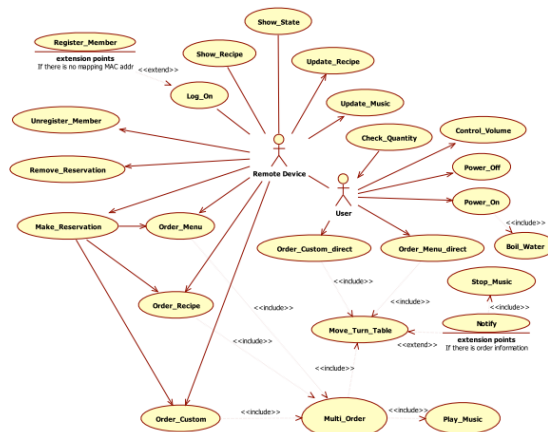 Show_State
Register_Member
extension points
If there is no mapping MAC addr
<<extend>>
Show_Recipe
Update_Recipe
Log_On
Update_Music
Unregister_Member
Check_Quantity
Control_Volume
Remove_Reservation
Remote Device
Power_Off
Power_On
User
Make_Reservation
Order_Menu
<<include>>
Order_Custom_direct
Order_Menu_direct
Boil_Water
<<include>>
<<include>>
<<include>>
Stop_Music
<<include>>
Order_Recipe
Move_Turn_Table
Notify
<<extend>>
extension points
If there is order information
<<include>>
<<include>>
Order_Custom
<<include>>
Multi_Order
<<include>>
Play_Music